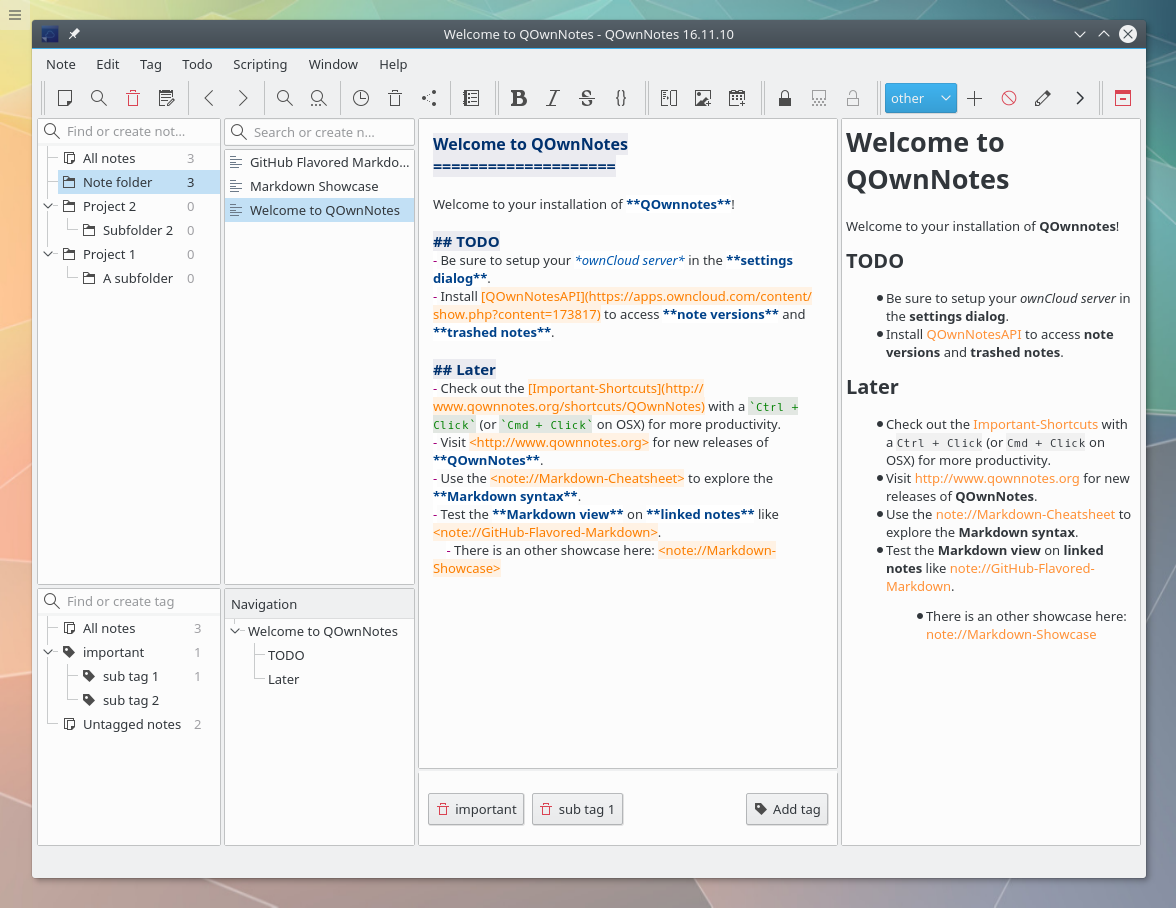 Welcome to QOwnNotes - QOwnNotes 16.11.10
Note Edit Tag Todo Scripting Window Help
B I S {} other
Find or create not...
All notes 3
Note folder 3
Project 2 0
Subfolder 2 0
Project 1 0
A subfolder 0
Search or create n...
GitHub Flavored Markdo...
Markdown Showcase
Welcome to QOwnNotes
Find or create tag
All notes 3
important 1
sub tag 1 1
sub tag 2
Untagged notes 2
Navigation
Welcome to QOwnNotes
TODO
Later
Welcome to QOwnNotes
====================
Welcome to your installation of **QOwnnotes**!
## TODO
- Be sure to setup your *ownCloud server* in the **settings
dialog**.
- Install [QOwnNotesAPI](https://apps.owncloud.com/content/
show.php?content=173817) to access **note versions** and
**trashed notes**.
## Later
- Check out the [Important-Shortcuts](http://
www.qownnotes.org/shortcuts/QOwnNotes) with a `Ctrl +
Click` (or `Cmd + Click` on OSX) for more productivity.
- Visit <http://www.qownnotes.org> for new releases of
**QOwnNotes**.
- Use the <note://Markdown-Cheatsheet> to explore the
**Markdown syntax**.
- Test the **Markdown view** on **linked notes** like
<note://GitHub-Flavored-Markdown>.
- There is an other showcase here: <note://Markdown-
Showcase>
important
sub tag 1
Add tag
Welcome to
QOwnNotes
Welcome to your installation of QOwnnotes!
TODO
Be sure to setup your ownCloud server in
the settings dialog.
Install QOwnNotesAPI to access note
versions and trashed notes.
Later
Check out the Important-Shortcuts with
a Ctrl + Click (or Cmd + Click on
OSX) for more productivity.
Visit http://www.qownnotes.org for new
releases of QOwnNotes.
Use the note://Markdown-Cheatsheet to
explore the Markdown syntax.
Test the Markdown view on linked
notes like note://GitHub-Flavored-
Markdown.
There is an other showcase here:
note://Markdown-Showcase